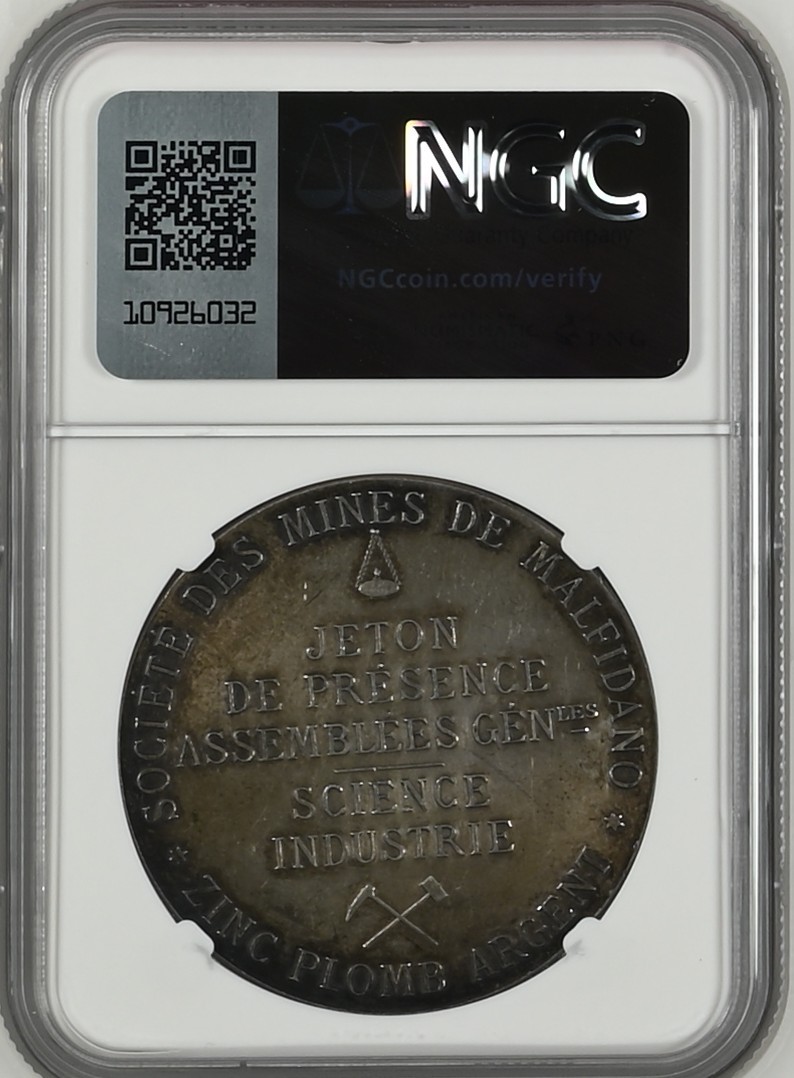 NGC
NGCcoin.com/verify
10926032
SOCIÉTÉ DES MINES DE MALFIDANO
JETON
DE PRÉSENCE
ASSEMBLÉES GÉNLES
SCIENCE
INDUSTRIE
* ZINC PLOMB ARGENT *